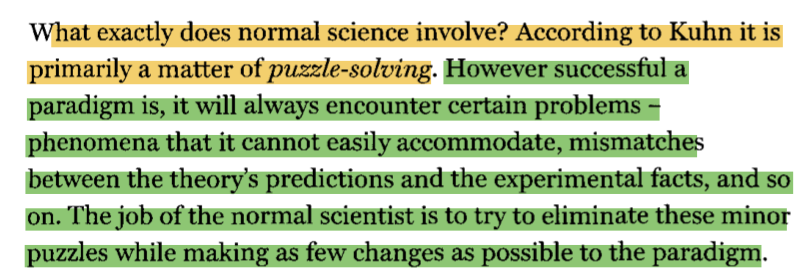 What exactly does normal science involve? According to Kuhn it is
primarily a matter of puzzle-solving. However successful a
paradigm is, it will always encounter certain problems –
phenomena that it cannot easily accommodate, mismatches
between the theory's predictions and the experimental facts, and so
on. The job of the normal scientist is to try to eliminate these minor
puzzles while making as few changes as possible to the paradigm.